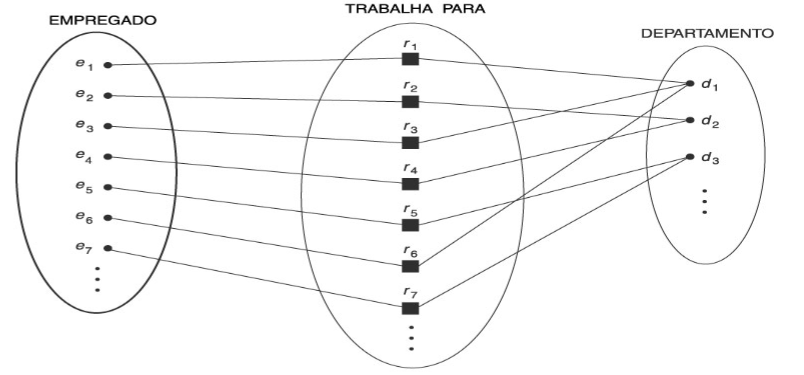 EMPREGADO
TRABALHA PARA
DEPARTAMENTO
e1
e2
e3
e4
e5
e6
e7
r1
r2
r3
r4
r5
r6
r7
d1
d2
d3